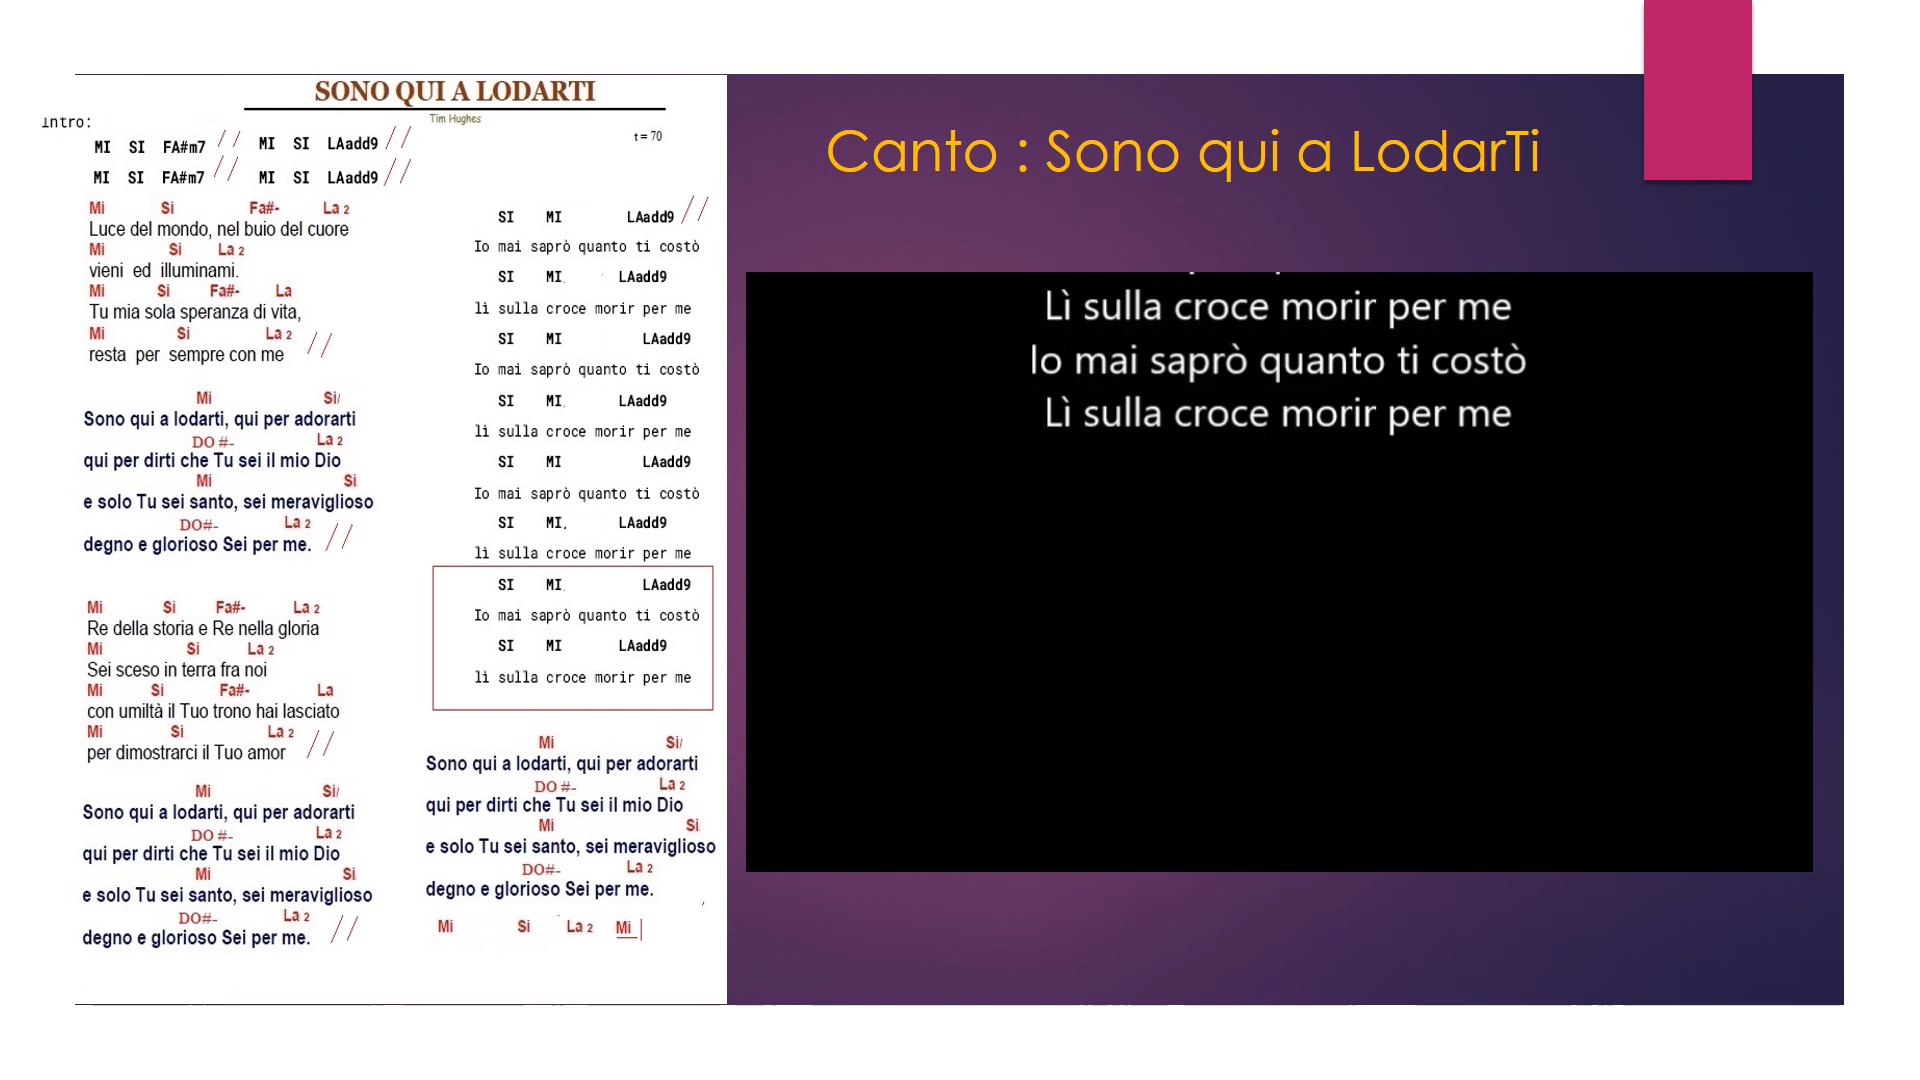 SONO QUI A LODARTI
Tim Hughes
t = 70
Intro:
MI SI FA#m7 // MI SI LAadd9 //
MI SI FA#m7 // MI SI LAadd9 //
Mi Si Fa#- La 2
Luce del mondo, nel buio del cuore
Mi Si La 2
vieni ed illuminami.
Mi Si Fa#- La
Tu mia sola speranza di vita,
Mi Si La 2 //
resta per sempre con me
Mi Si/
Sono qui a lodarti, qui per adorarti
DO #- La 2
qui per dirti che Tu sei il mio Dio
Mi Si
e solo Tu sei santo, sei meraviglioso
DO#- La 2 //
degno e glorioso Sei per me.
Mi Si Fa#- La 2
Re della storia e Re nella gloria
Mi Si La 2
Sei sceso in terra fra noi
Mi Si Fa#- La
con umiltà il Tuo trono hai lasciato
Mi Si La 2 //
per dimostrarci il Tuo amor
Mi Si/
Sono qui a lodarti, qui per adorarti
DO #- La 2
qui per dirti che Tu sei il mio Dio
Mi Si
e solo Tu sei santo, sei meraviglioso
DO#- La 2 //
degno e glorioso Sei per me.
SI MI LAadd9 //
Io mai saprò quanto ti costò
SI MI LAadd9
lì sulla croce morir per me
SI MI LAadd9
Io mai saprò quanto ti costò
SI MI LAadd9
lì sulla croce morir per me
SI MI LAadd9
Io mai saprò quanto ti costò
SI MI. LAadd9
lì sulla croce morir per me
SI MI LAadd9
Io mai saprò quanto ti costò
SI MI LAadd9
lì sulla croce morir per me
Mi Si/
Sono qui a lodarti, qui per adorarti
DO #- La 2
qui per dirti che Tu sei il mio Dio
Mi Si
e solo Tu sei santo, sei meraviglioso
DO#- La 2
degno e glorioso Sei per me.
Mi Si La 2 Mi |
Canto : Sono qui a LodarTi
Lì sulla croce morir per me
Io mai saprò quanto ti costò
Lì sulla croce morir per me